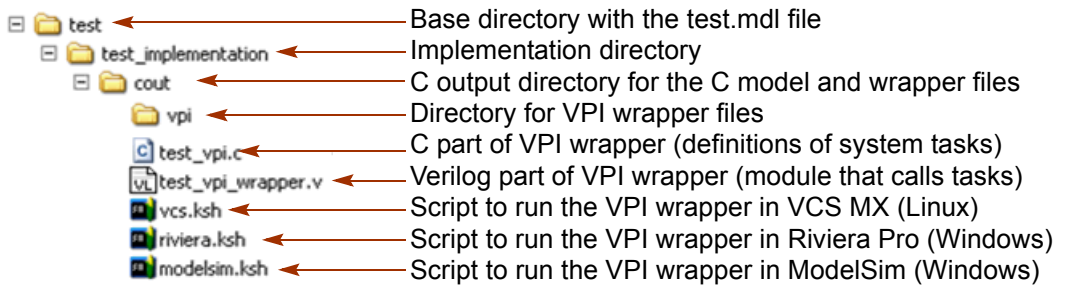 test Base directory with the test.mdl file
test_implementation Implementation directory
cout C output directory for the C model and wrapper files
vpi Directory for VPI wrapper files
test_vpi.c C part of VPI wrapper (definitions of system tasks)
test_vpi_wrapper.v Verilog part of VPI wrapper (module that calls tasks)
vcs.ksh Script to run the VPI wrapper in VCS MX (Linux)
riviera.ksh Script to run the VPI wrapper in Riviera Pro (Windows)
modelsim.ksh Script to run the VPI wrapper in ModelSim (Windows)